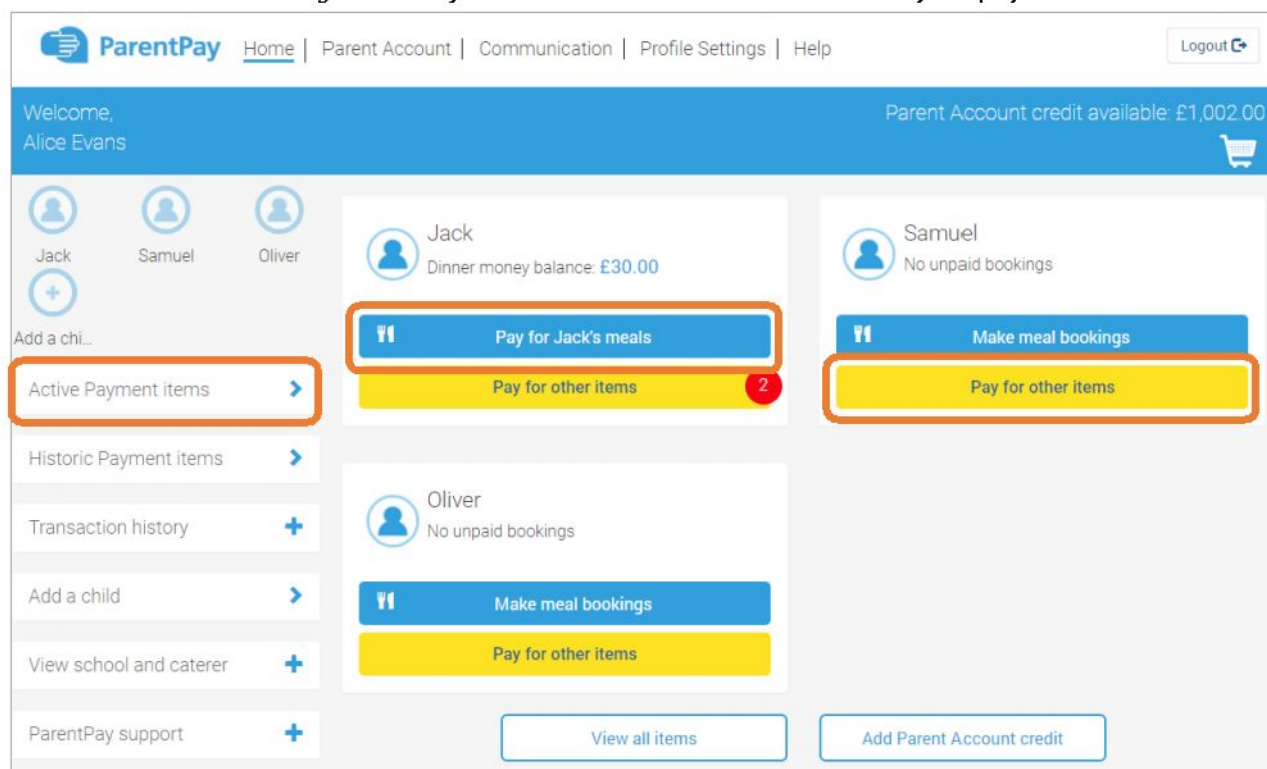 ParentPay Home | Parent Account | Communication | Profile Settings | Help Logout
Welcome,
Alice Evans
Parent Account credit available: £1,002.00
Jack Samuel Oliver
Add a chi...
Active Payment items
Historic Payment items
Transaction history
Add a child
View school and caterer
ParentPay support
Jack
Dinner money balance: £30.00
Pay for Jack's meals
Pay for other items 2
Samuel
No unpaid bookings
Make meal bookings
Pay for other items
Oliver
No unpaid bookings
Make meal bookings
Pay for other items
View all items
Add Parent Account credit